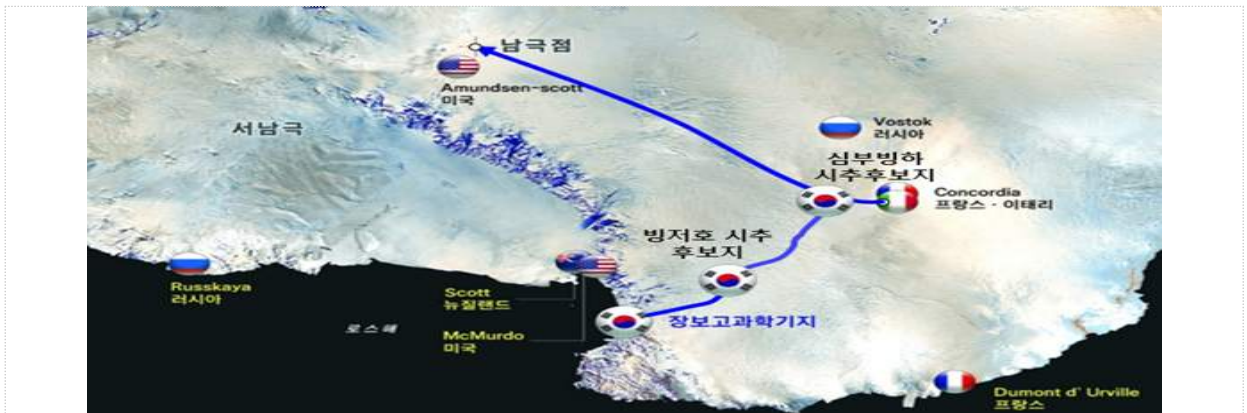 남극점
Amundsen-scott
미국
서남극
Vostok
러시아
심부빙하
시추후보지
Concordia
프랑스·이태리
빙저호 시추
후보지
Russkaya
러시아
Scott
뉴질랜드
장보고과학기지
로스해
McMurdo
미국
Dumont d' Urville
프랑스